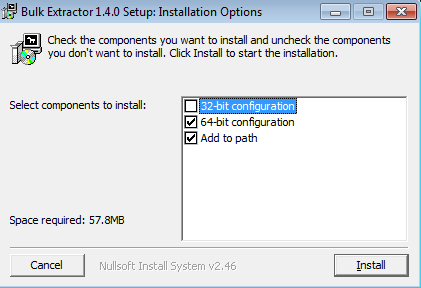 Bulk Extractor 1.4.0 Setup: Installation Options
Check the components you want to install and uncheck the components
you don't want to install. Click Install to start the installation.
Select components to install:
32-bit configuration
64-bit configuration
Add to path
Space required: 57.8MB
Cancel
Nullsoft Install System v2.46
Install